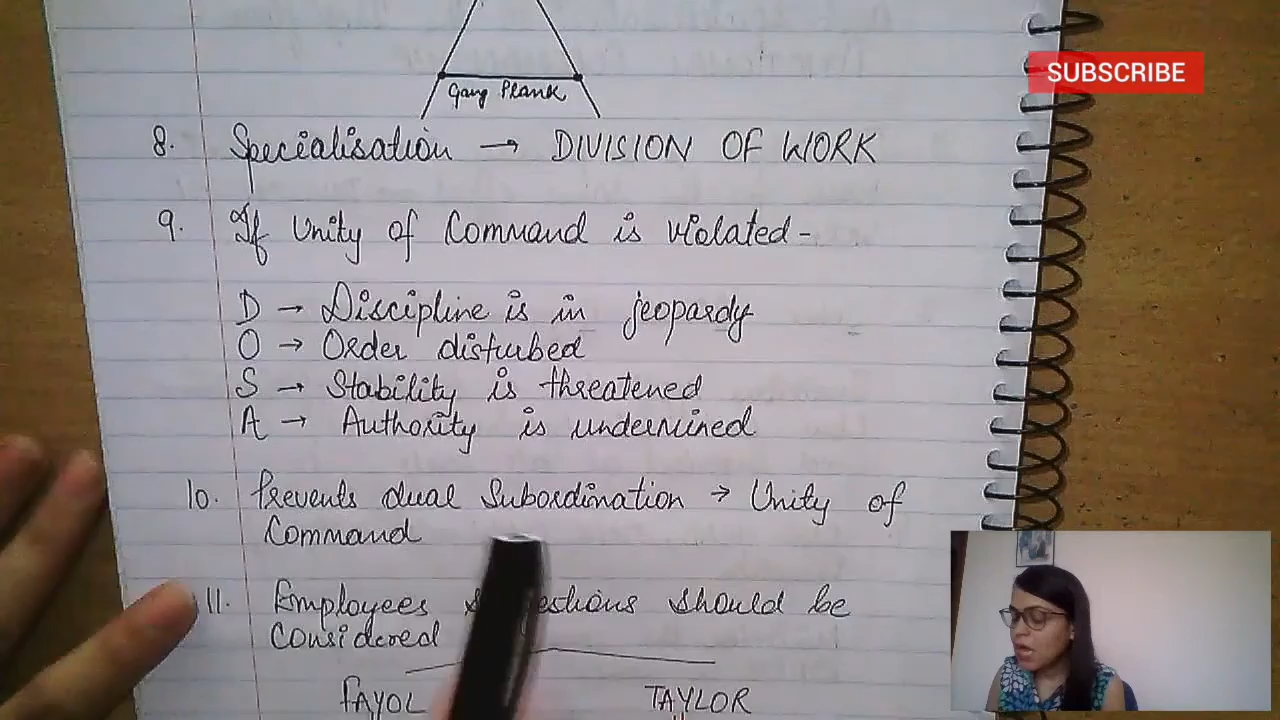 SUBSCRIBE
Gang Plank
8. Specialisation → DIVISION OF WORK
9. If Unity of Command is violated -
D → Discipline is in jeopardy
O → Order disturbed
S → Stability is threatened
A → Authority is undermined
10. Prevents dual Subordination → Unity of
Command
11. Employees should be
considered
FAYOL TAYLOR